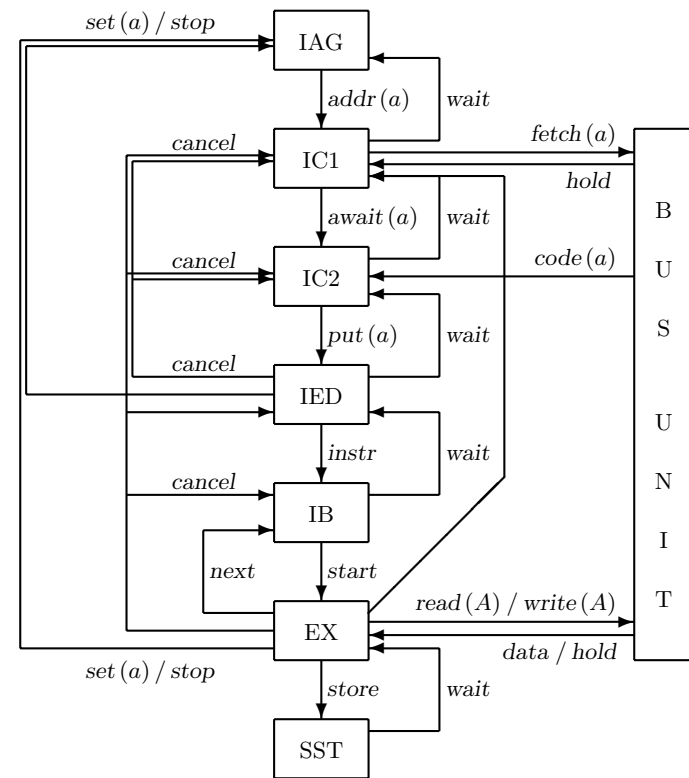 set(a) / stop
IAG
addr(a)
wait
cancel
IC1
fetch(a)
hold
await(a)
wait
cancel
IC2
code(a)
put(a)
wait
cancel
IED
instr
wait
cancel
IB
next
start
read(A) / write(A)
EX
data / hold
set(a) / stop
store
wait
SST
B
U
S
U
N
I
T